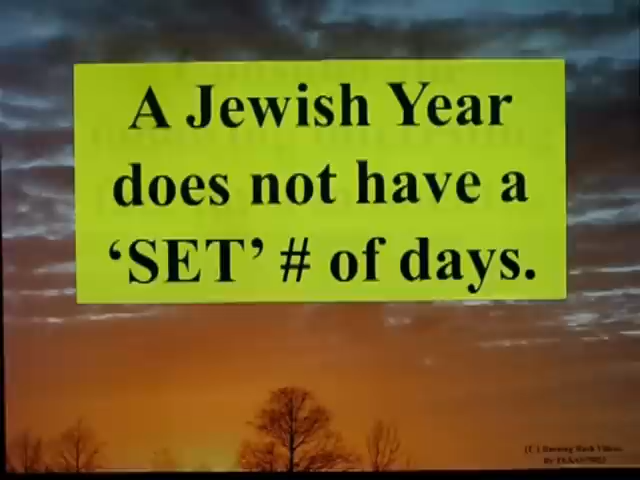 A Jewish Year
does not have a
‘SET’ # of days.